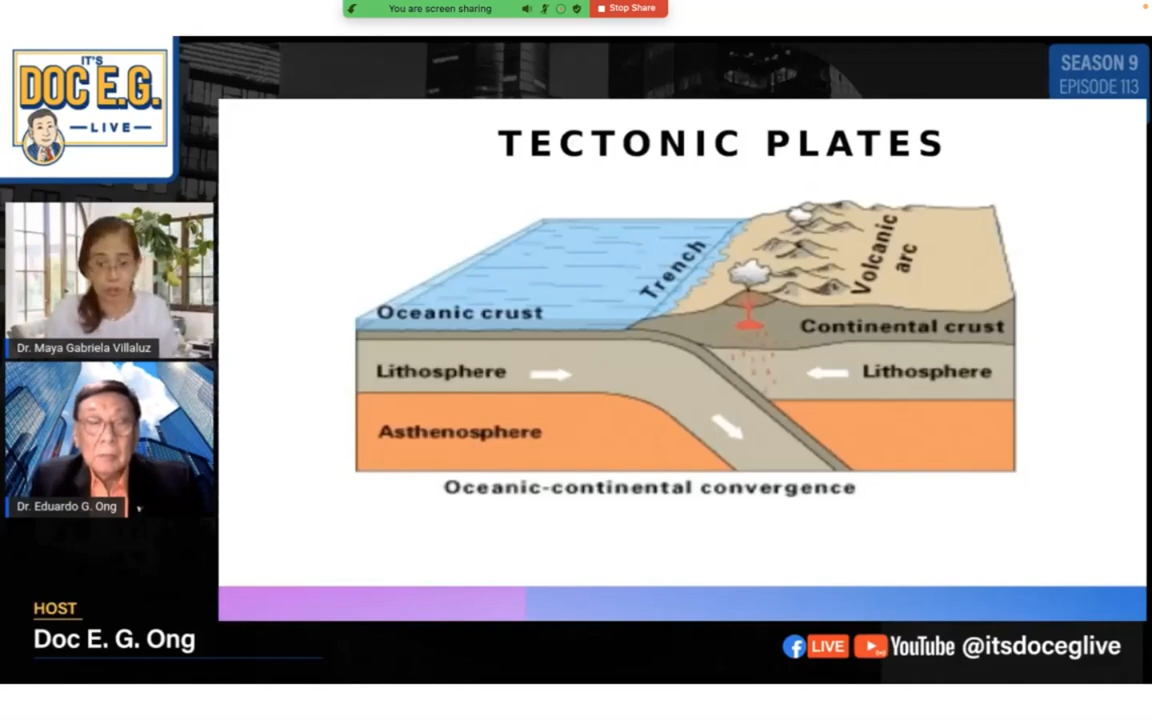 You are screen sharing
Stop Share
IT'S
DOC E.G.
LIVE
SEASON 9
EPISODE 113
TECTONIC PLATES
Trench
Volcanic
arc
Oceanic crust
Continental crust
Lithosphere
Lithosphere
Asthenosphere
Oceanic-continental convergence
Dr. Maya Gabriela Villaluz
Dr. Eduardo G. Ong
HOST
Doc E. G. Ong
LIVE
YouTube @itsdoceglive